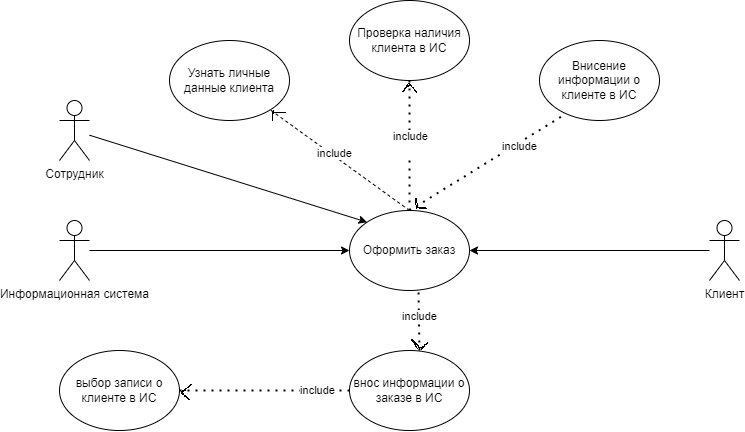 Проверка наличия
клиента в ИС
Узнать личные
данные клиента
Внисение
информации о
клиенте в ИС
include
include
include
Сотрудник
Оформить заказ
Информационная система
Клиент
include
выбор записи о
клиенте в ИС
include
внос информации о
заказе в ИС